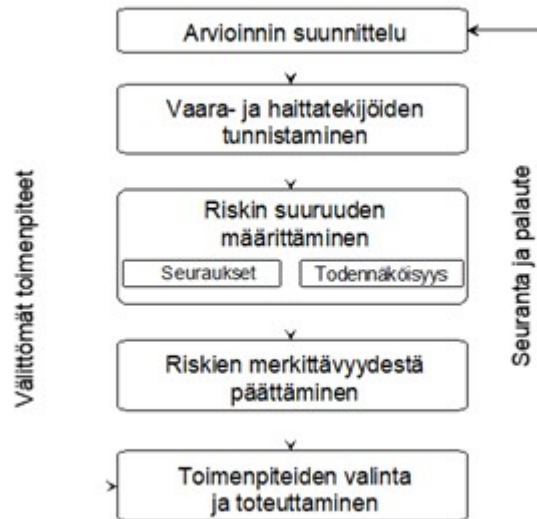 Arvioinnin suunnittelu
Vaara- ja haittatekijöiden
tunnistaminen
Riskin suuruuden
määrittäminen
Seuraukset
Todennäköisyys
Riskien merkittävyydestä
päättäminen
Toimenpiteiden valinta
ja toteuttaminen
Välittömät toimenpiteet
Seuranta ja palaute